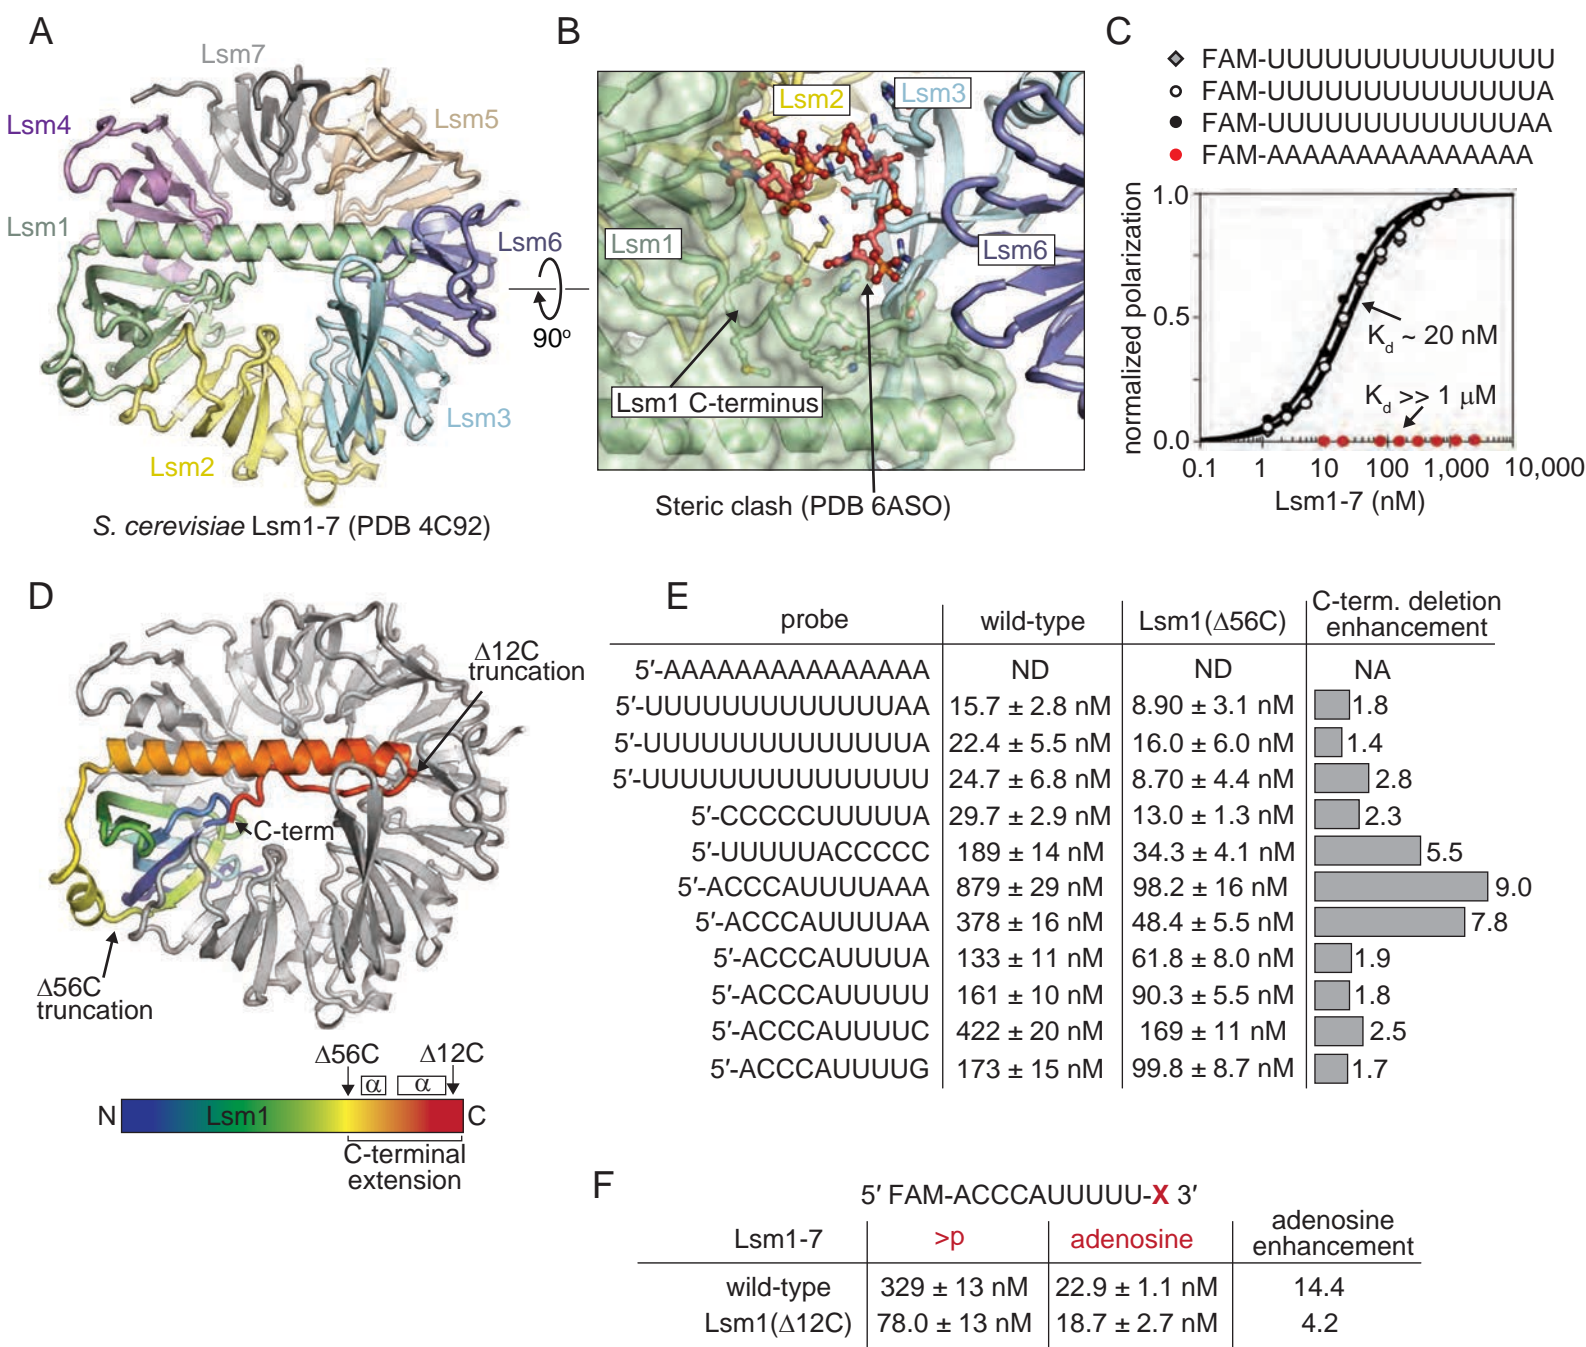 A
Lsm7
Lsm4
Lsm5
Lsm1
Lsm6
Lsm3
Lsm2
90o
S. cerevisiae Lsm1-7 (PDB 4C92)
B
Lsm2
Lsm3
Lsm1
Lsm6
Lsm1 C-terminus
Steric clash (PDB 6ASO)
C
FAM-UUUUUUUUUUUUUUU
FAM-UUUUUUUUUUUUUUA
FAM-UUUUUUUUUUUUUAA
FAM-AAAAAAAAAAAAAAA
normalized polarization
1.0
0.5
0.0
Kd ~ 20 nM
Kd >> 1 μM
0.1 1 10 100 1,000 10,000
Lsm1-7 (nM)
D
Δ12C
truncation
C-term
Δ56C
truncation
Δ56C Δ12C
α α
N Lsm1 C
C-terminal
extension
E
probe wild-type Lsm1(Δ56C) C-term. deletion
enhancement
5′-AAAAAAAAAAAAAAA ND ND NA
5′-UUUUUUUUUUUUUAA 15.7 ± 2.8 nM 8.90 ± 3.1 nM 1.8
5′-UUUUUUUUUUUUUUA 22.4 ± 5.5 nM 16.0 ± 6.0 nM 1.4
5′-UUUUUUUUUUUUUUU 24.7 ± 6.8 nM 8.70 ± 4.4 nM 2.8
5′-CCCCCUUUUUA 29.7 ± 2.9 nM 13.0 ± 1.3 nM 2.3
5′-UUUUUACCCCC 189 ± 14 nM 34.3 ± 4.1 nM 5.5
5′-ACCCAUUUUAAA 879 ± 29 nM 98.2 ± 16 nM 9.0
5′-ACCCAUUUUAA 378 ± 16 nM 48.4 ± 5.5 nM 7.8
5′-ACCCAUUUUA 133 ± 11 nM 61.8 ± 8.0 nM 1.9
5′-ACCCAUUUUU 161 ± 10 nM 90.3 ± 5.5 nM 1.8
5′-ACCCAUUUUC 422 ± 20 nM 169 ± 11 nM 2.5
5′-ACCCAUUUUG 173 ± 15 nM 99.8 ± 8.7 nM 1.7
F
5′ FAM-ACCCAUUUUU-X 3′
Lsm1-7 >p adenosine adenosine
enhancement
wild-type 329 ± 13 nM 22.9 ± 1.1 nM 14.4
Lsm1(Δ12C) 78.0 ± 13 nM 18.7 ± 2.7 nM 4.2